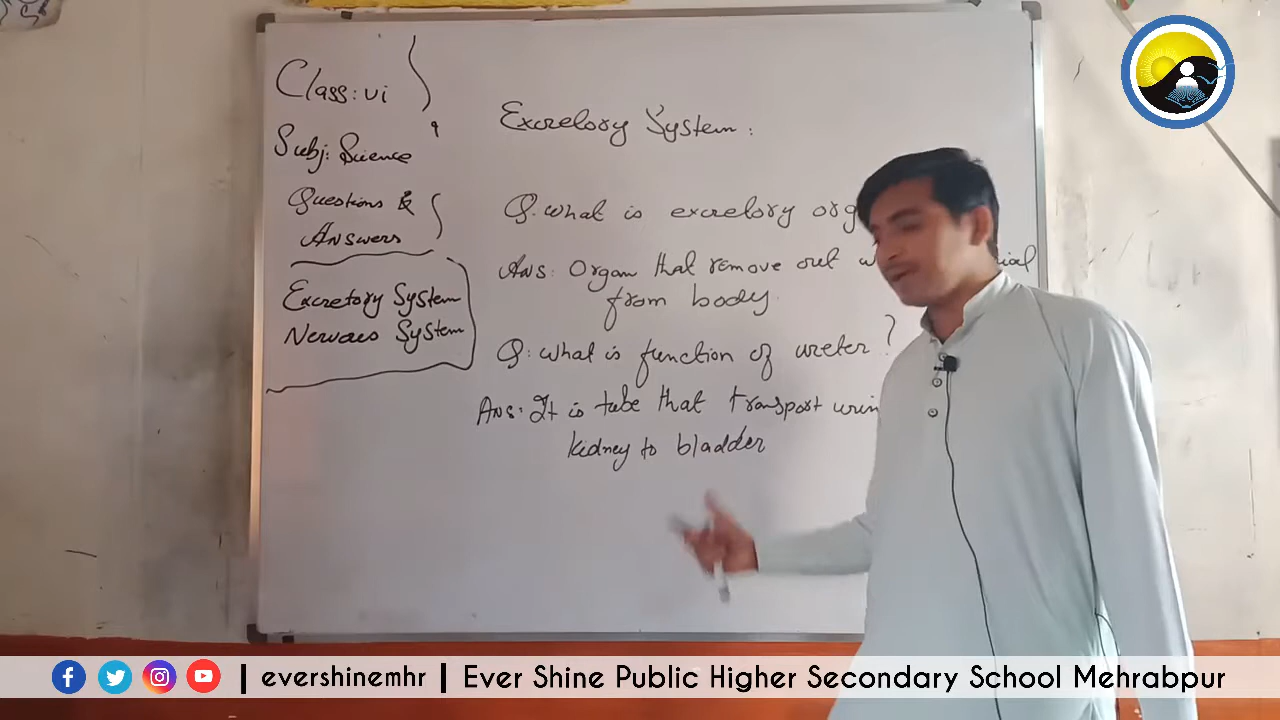 Class: vi
Subj: Science
Questions &
Answers
Excretory System
Nervous System
Excretory System:
Q. what is excretory org
Ans: Organ that remove out w ial
from body.
Q: what is function of ureter?
Ans: It is tube that transport urin
kidney to bladder
| evershinemhr | Ever Shine Public Higher Secondary School Mehrabpur